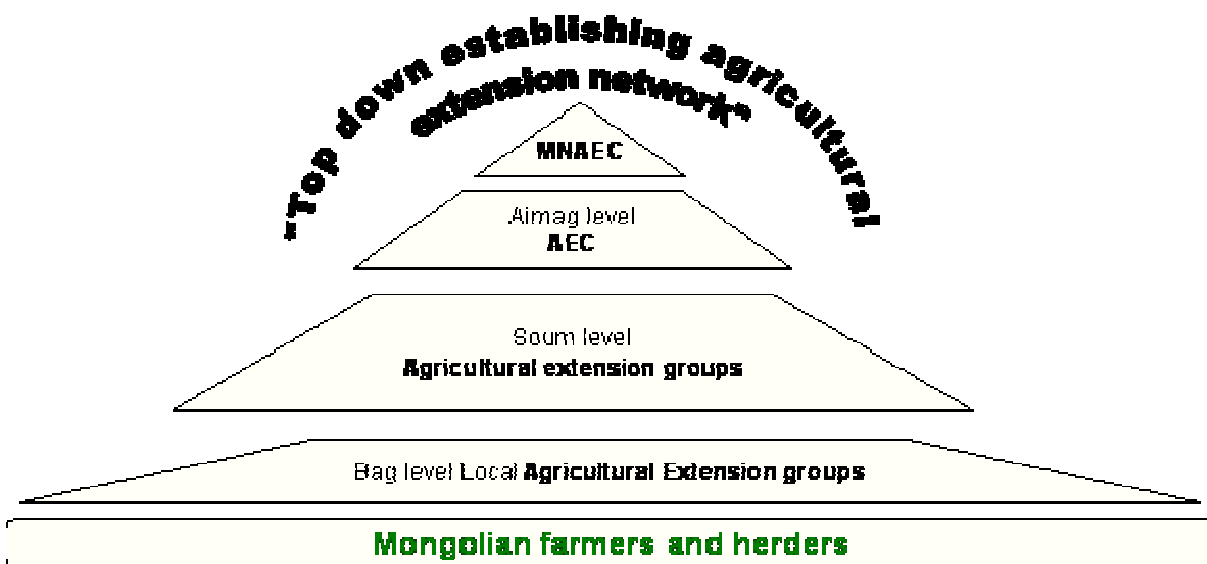 "Top down establishing agricultural
extension network"
MNAEC
Aimag level
AEC
Soum level
Agricultural extension groups
Bag level Local Agricultural Extension groups
Mongolian farmers and herders